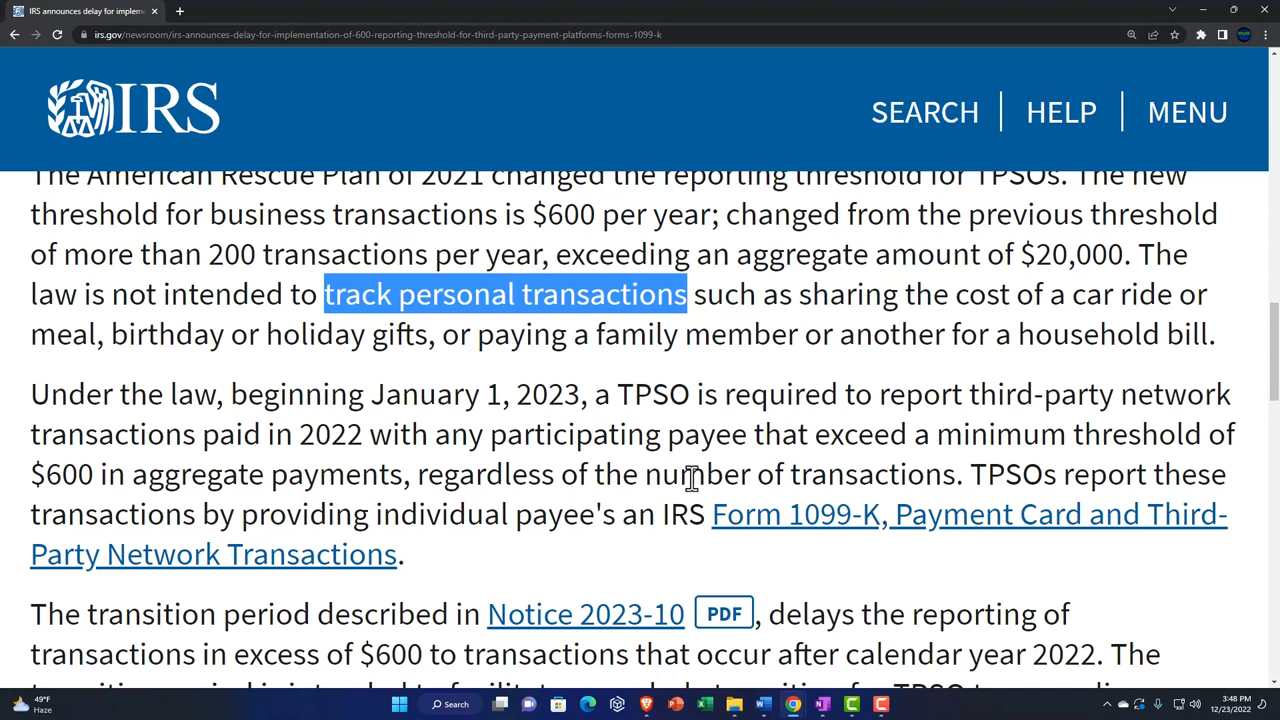 IRS announces delay for implem
irs.gov/newsroom/irs-announces-delay-for-implementation-of-600-reporting-threshold-for-third-party-payment-platforms-forms-1099-k
IRS
SEARCH HELP MENU
The American Rescue Plan of 2021 changed the reporting threshold for TPSOs. The new
threshold for business transactions is $600 per year; changed from the previous threshold
of more than 200 transactions per year, exceeding an aggregate amount of $20,000. The
law is not intended to track personal transactions such as sharing the cost of a car ride or
meal, birthday or holiday gifts, or paying a family member or another for a household bill.
Under the law, beginning January 1, 2023, a TPSO is required to report third-party network
transactions paid in 2022 with any participating payee that exceed a minimum threshold of
$600 in aggregate payments, regardless of the number of transactions. TPSOs report these
transactions by providing individual payee's an IRS Form 1099-K, Payment Card and Third-
Party Network Transactions.
The transition period described in Notice 2023-10 PDF, delays the reporting of
transactions in excess of $600 to transactions that occur after calendar year 2022. The
49°F
Haze
Search
3:48 PM
12/23/2022